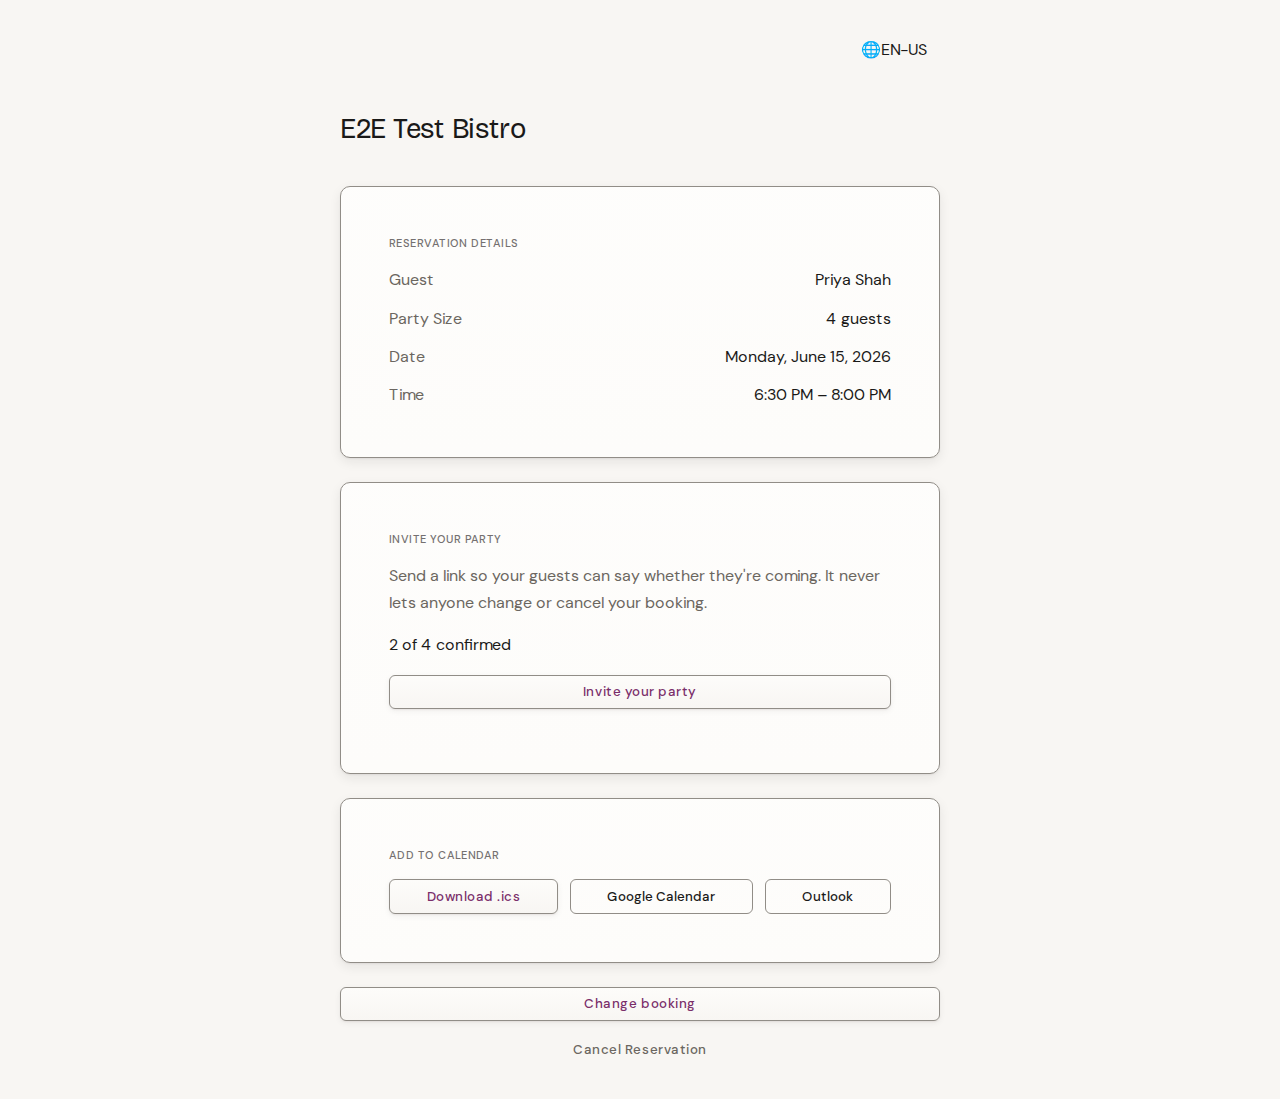 🌐EN-US
E2E Test Bistro
RESERVATION DETAILS
Guest Priya Shah
Party Size 4 guests
Date Monday, June 15, 2026
Time 6:30 PM – 8:00 PM
INVITE YOUR PARTY
Send a link so your guests can say whether they're coming. It never
lets anyone change or cancel your booking.
2 of 4 confirmed
Invite your party
ADD TO CALENDAR
Download .ics Google Calendar Outlook
Change booking
Cancel Reservation